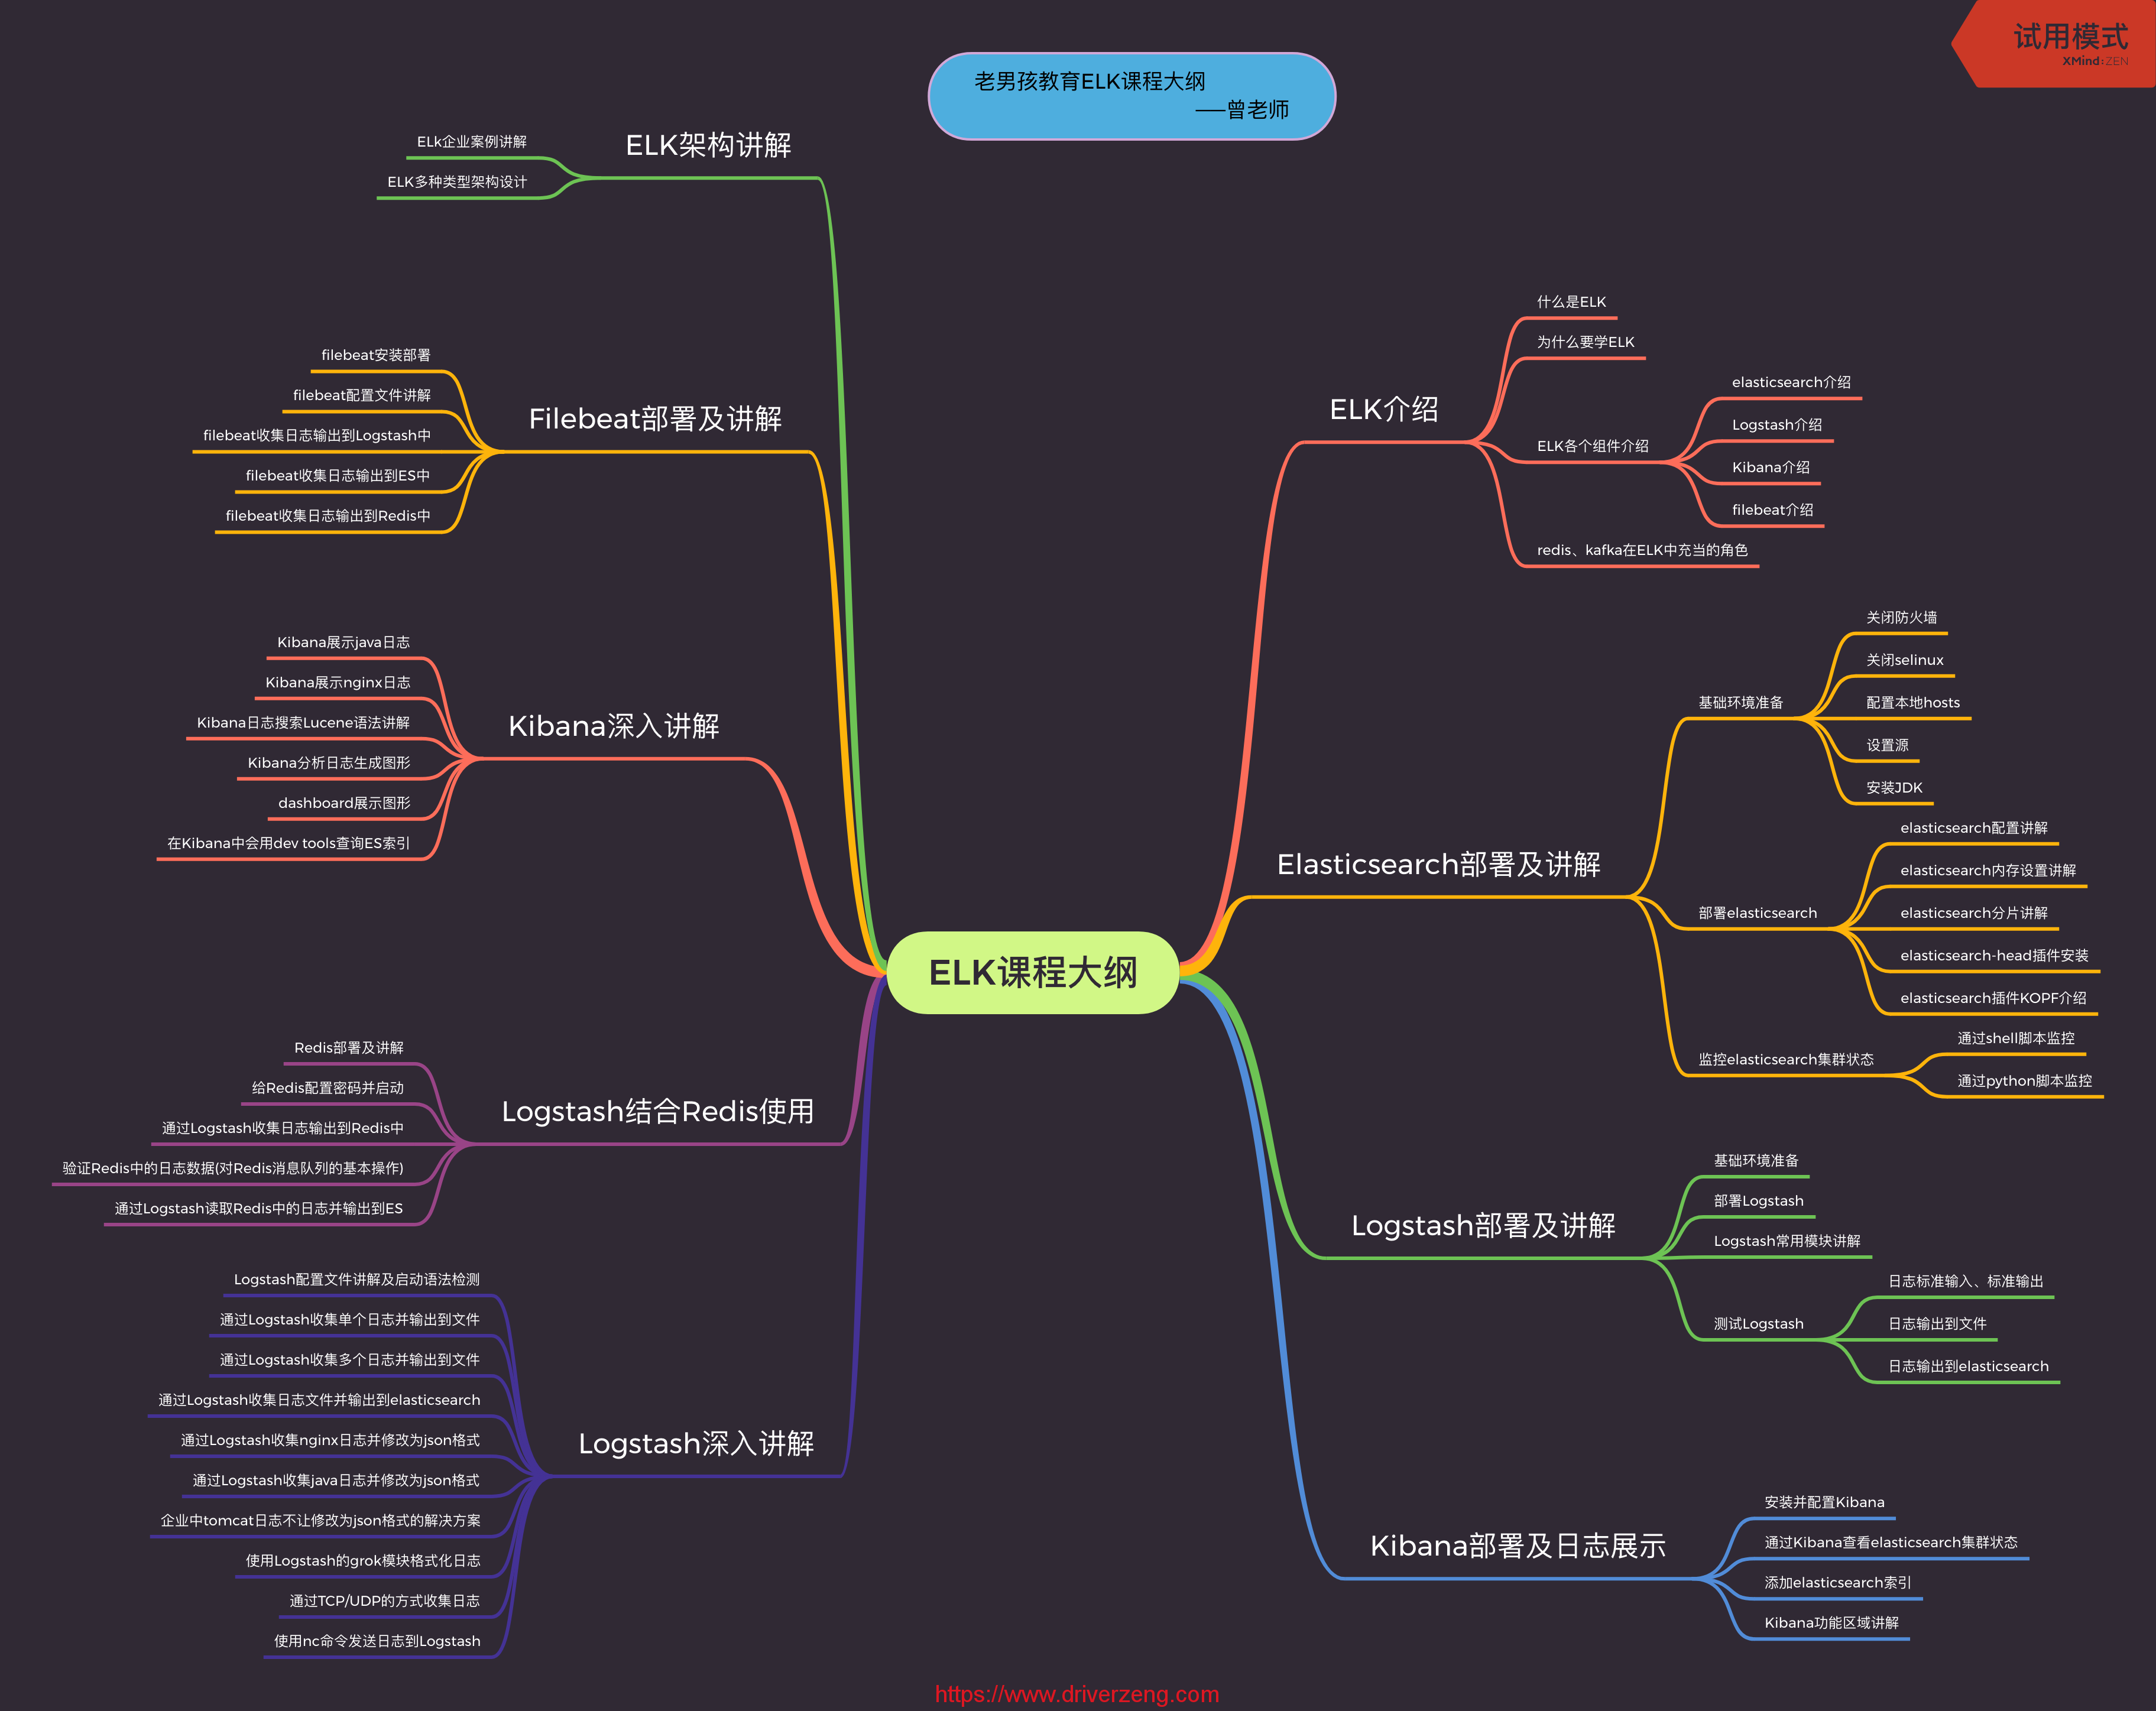 试用模式
XMind:ZEN
老男孩教育ELK课程大纲
——曾老师
ELK课程大纲
ELK介绍
什么是ELK
为什么要学ELK
ELK各个组件介绍
elasticsearch介绍
Logstash介绍
Kibana介绍
filebeat介绍
redis、kafka在ELK中充当的角色
Elasticsearch部署及讲解
基础环境准备
关闭防火墙
关闭selinux
配置本地hosts
设置源
安装JDK
部署elasticsearch
elasticsearch配置讲解
elasticsearch内存设置讲解
elasticsearch分片讲解
elasticsearch-head插件安装
elasticsearch插件KOPF介绍
监控elasticsearch集群状态
通过shell脚本监控
通过python脚本监控
Logstash部署及讲解
基础环境准备
部署Logstash
Logstash常用模块讲解
测试Logstash
日志标准输入、标准输出
日志输出到文件
日志输出到elasticsearch
Kibana部署及日志展示
安装并配置Kibana
通过Kibana查看elasticsearch集群状态
添加elasticsearch索引
Kibana功能区域讲解
ELK架构讲解
ELk企业案例讲解
ELK多种类型架构设计
Filebeat部署及讲解
filebeat安装部署
filebeat配置文件讲解
filebeat收集日志输出到Logstash中
filebeat收集日志输出到ES中
filebeat收集日志输出到Redis中
Kibana深入讲解
Kibana展示java日志
Kibana展示nginx日志
Kibana日志搜索Lucene语法讲解
Kibana分析日志生成图形
dashboard展示图形
在Kibana中会用dev tools查询ES索引
Logstash结合Redis使用
Redis部署及讲解
给Redis配置密码并启动
通过Logstash收集日志输出到Redis中
验证Redis中的日志数据(对Redis消息队列的基本操作)
通过Logstash读取Redis中的日志并输出到ES
Logstash深入讲解
Logstash配置文件讲解及启动语法检测
通过Logstash收集单个日志并输出到文件
通过Logstash收集多个日志并输出到文件
通过Logstash收集日志文件并输出到elasticsearch
通过Logstash收集nginx日志并修改为json格式
通过Logstash收集java日志并修改为json格式
企业中tomcat日志不让修改为json格式的解决方案
使用Logstash的grok模块格式化日志
通过TCP/UDP的方式收集日志
使用nc命令发送日志到Logstash
https://www.driverzeng.com